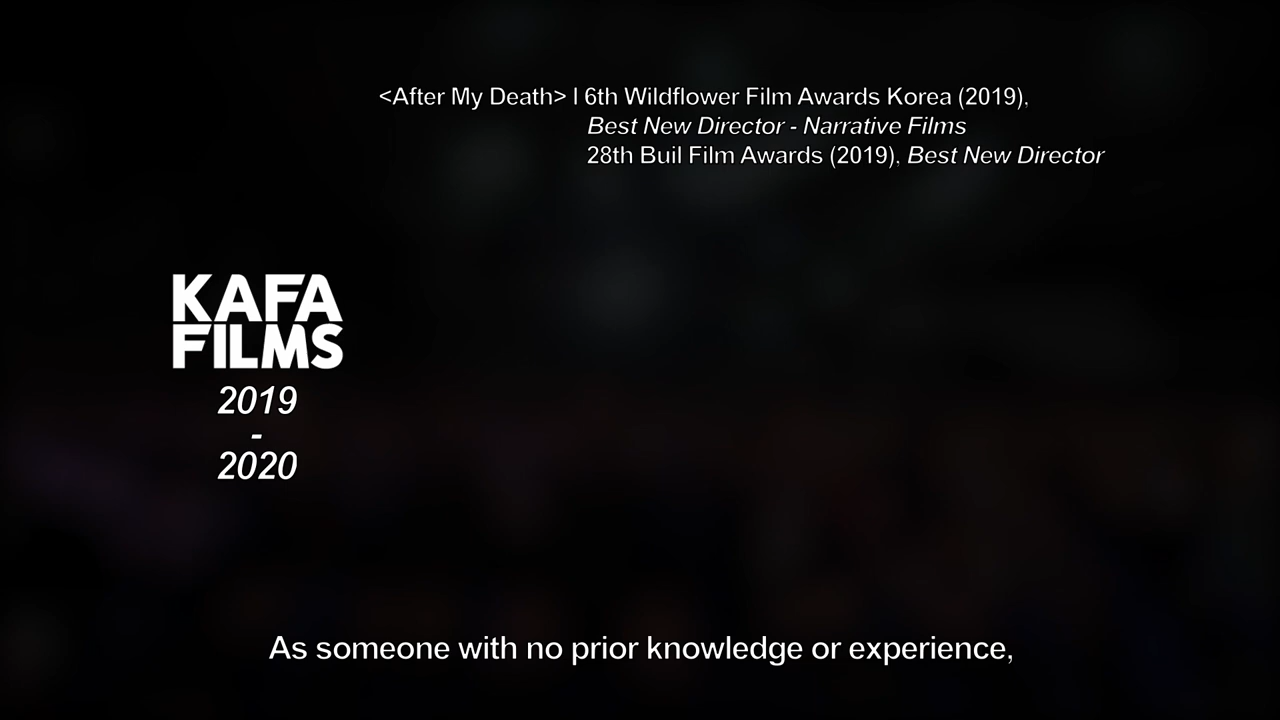 <After My Death> | 6th Wildflower Film Awards Korea (2019),
Best New Director - Narrative Films
28th Buil Film Awards (2019), Best New Director
KAFA
FILMS
2019
-
2020
As someone with no prior knowledge or experience,